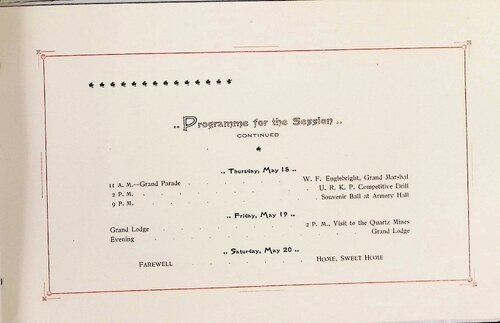 .. Programme for the Session ..
CONTINUED
.. Thursday, May 18 ..
11 A. M.—Grand Parade . . . . . W. F. Englebright, Grand Marshal
2 P. M. . . . . . . U. R. K. P. Competitive Drill
9 P. M. . . . . . . Souvenir Ball at Armory Hall
.. Friday, May 19 ..
Grand Lodge . . . . . 2 P. M., Visit to the Quartz Mines
Evening . . . . . . Grand Lodge
.. Saturday, May 20 ..
FAREWELL . . . . . HOME, SWEET HOME